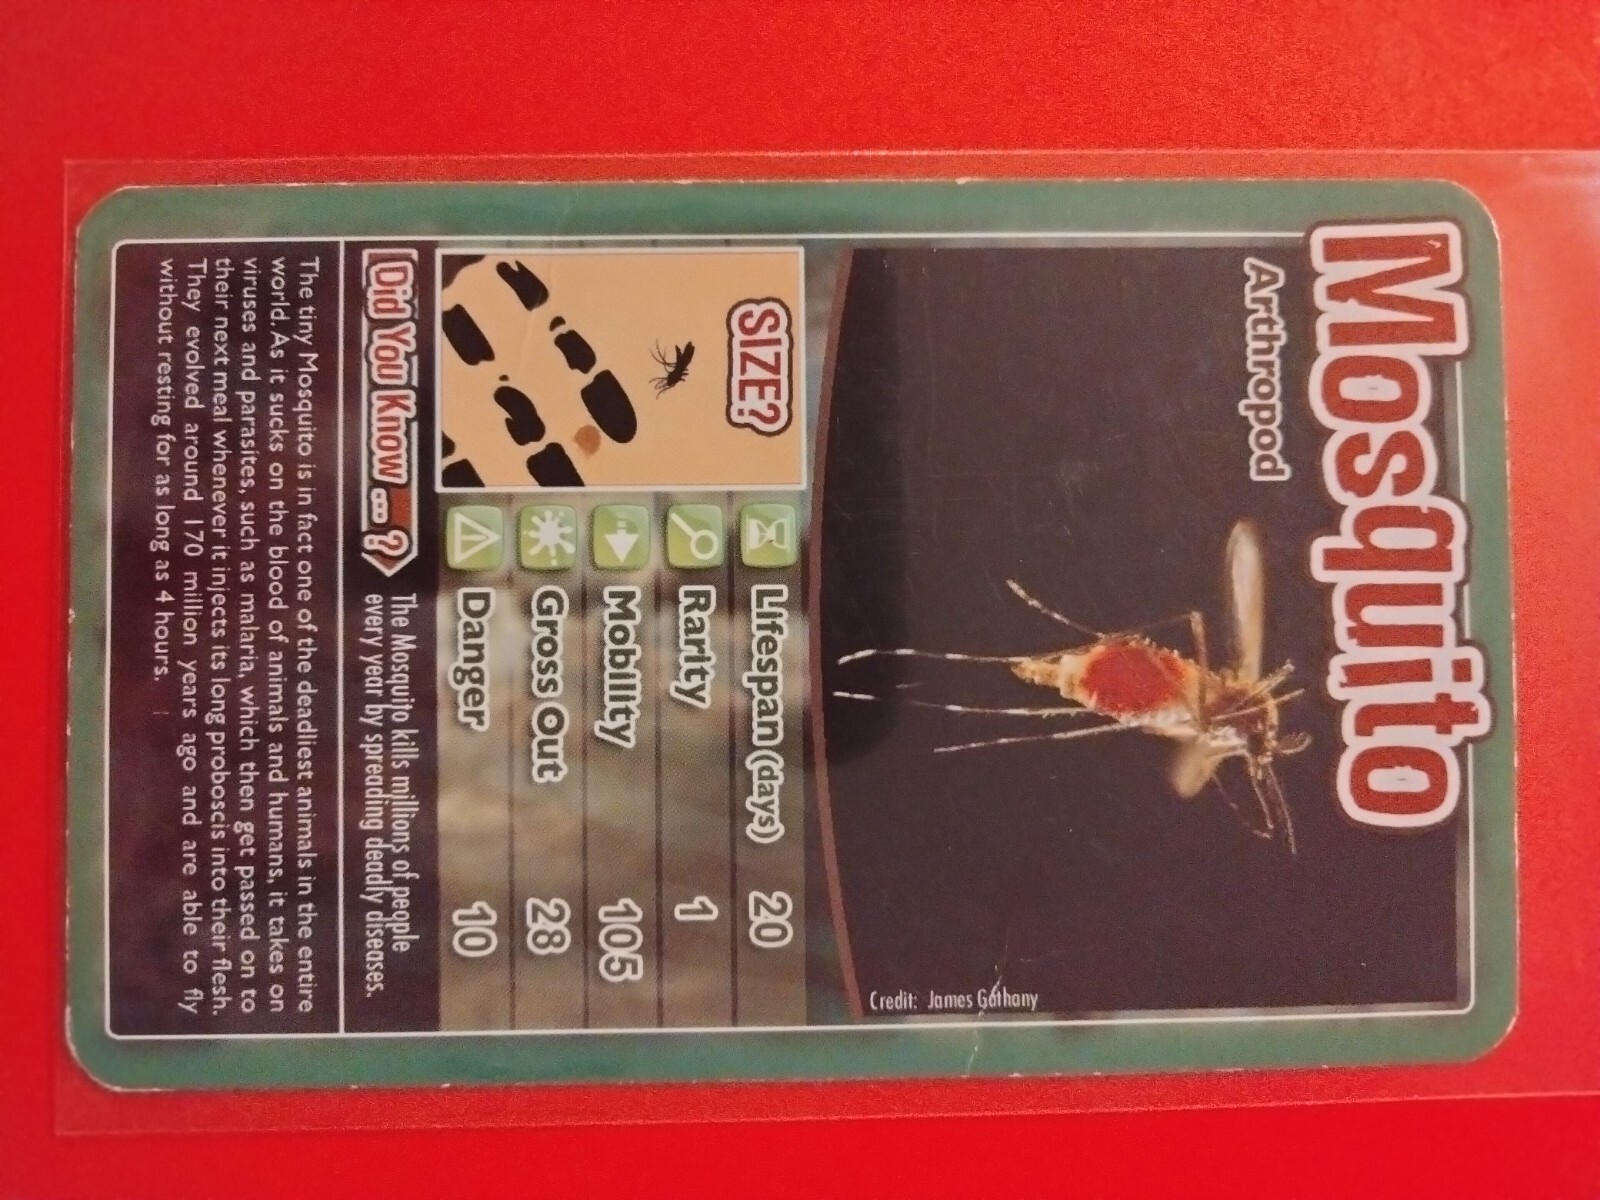 Mosquito
Arthropod
Credit: James Gathany
SIZE?
Lifespan (days) 20
Rarity 1
Mobility 105
Gross Out 28
Danger 10
Did You Know ... ?
The Mosquito kills millions of people
every year by spreading deadly diseases.
The tiny Mosquito is in fact one of the deadliest animals in the entire
world. As it sucks on the blood of animals and humans, it takes on
viruses and parasites, such as malaria, which then get passed on to
their next meal whenever it injects its long proboscis into their flesh.
They evolved around 170 million years ago and are able to fly
without resting for as long as 4 hours.